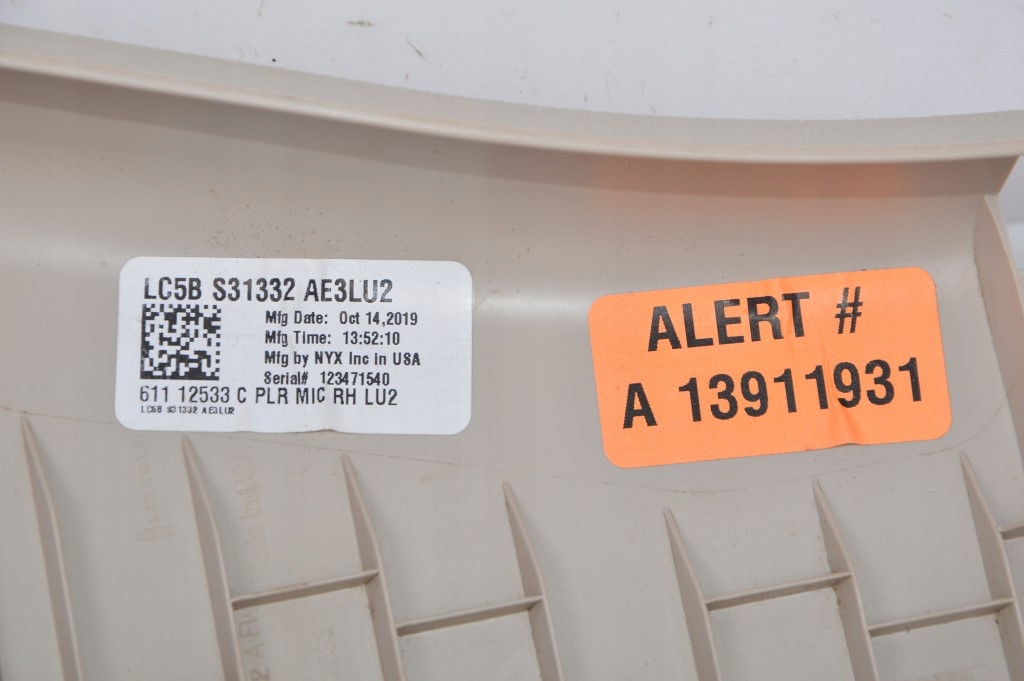 LC5B S31332 AE3LU2
Mfg Date: Oct 14,2019
Mfg Time: 13:52:10
Mfg by NYX Inc in USA
Serial# 123471540
611 12533 C PLR MIC RH LU2
LC5B S31332 AE3LU2
ALERT #
A 13911931